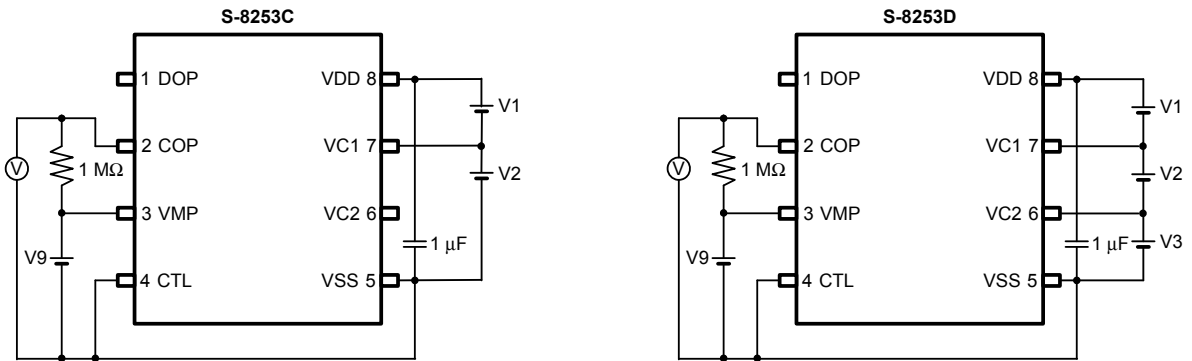 S-8253C
1 DOP
VDD 8
V1
2 COP
VC1 7
V
1 MΩ
V2
3 VMP
VC2 6
V9
1 μF
4 CTL
VSS 5
S-8253D
1 DOP
VDD 8
V1
2 COP
VC1 7
V
1 MΩ
V2
3 VMP
VC2 6
V9
1 μF
V3
4 CTL
VSS 5